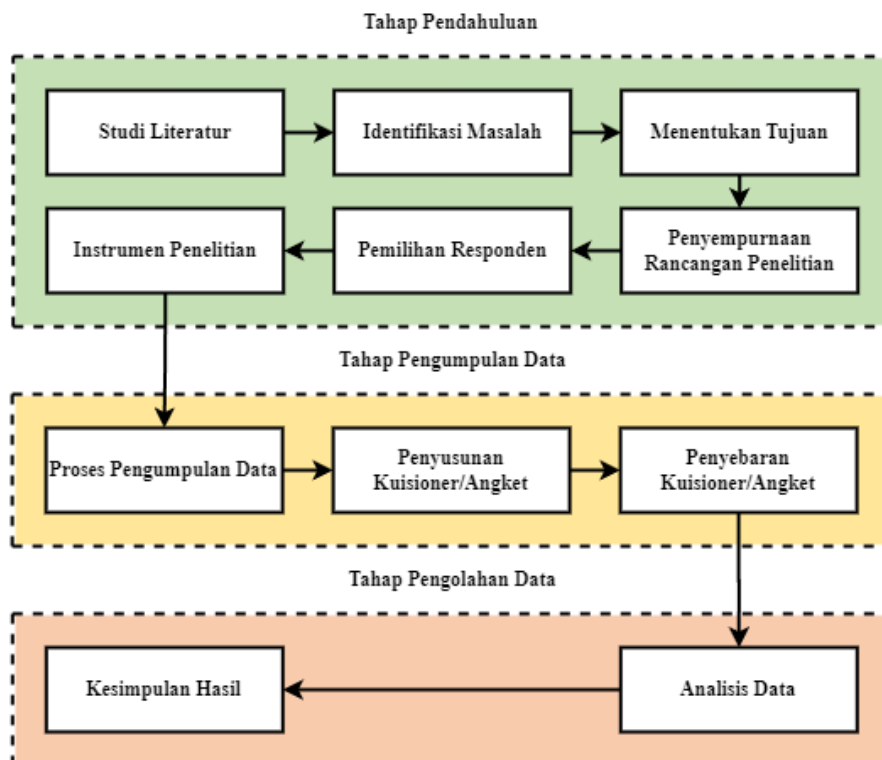 Tahap Pendahuluan
Studi Literatur
Identifikasi Masalah
Menentukan Tujuan
Penyempurnaan
Rancangan Penelitian
Pemilihan Responden
Instrumen Penelitian
Tahap Pengumpulan Data
Proses Pengumpulan Data
Penyusunan
Kuisioner/Angket
Penyebaran
Kuisioner/Angket
Tahap Pengolahan Data
Analisis Data
Kesimpulan Hasil